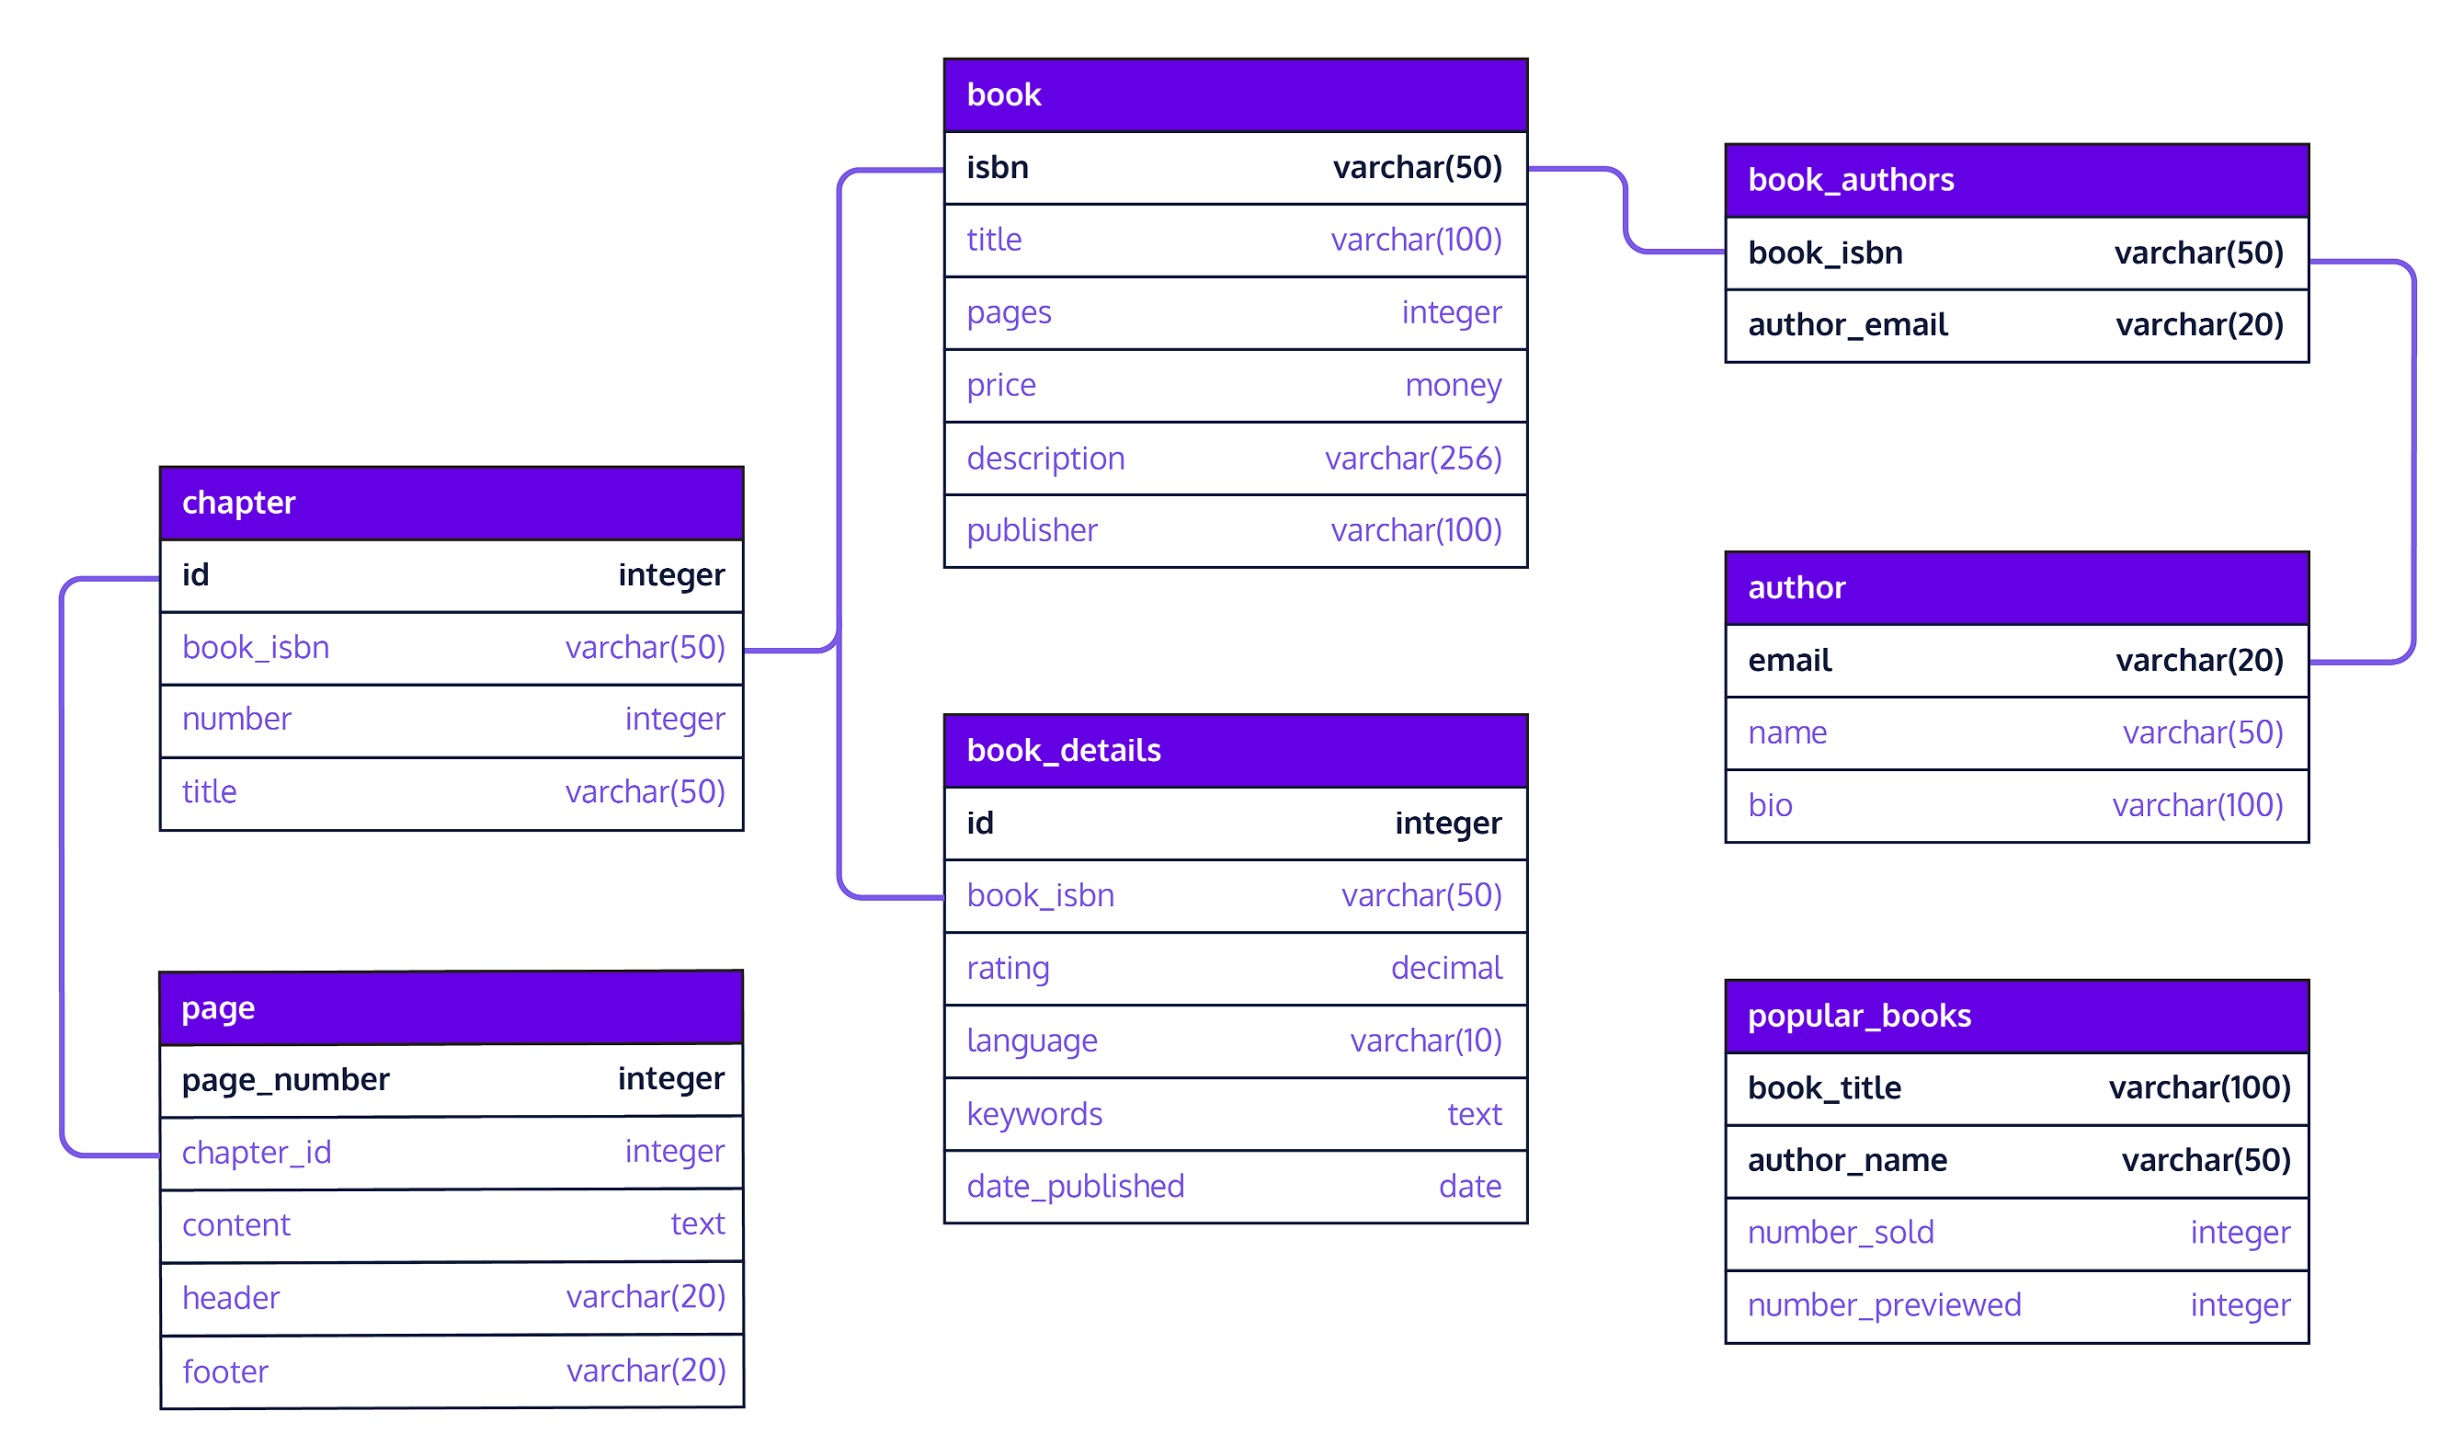 book
isbn varchar(50)
title varchar(100)
pages integer
price money
description varchar(256)
publisher varchar(100)
book_authors
book_isbn varchar(50)
author_email varchar(20)
chapter
id integer
book_isbn varchar(50)
number integer
title varchar(50)
author
email varchar(20)
name varchar(50)
bio varchar(100)
book_details
id integer
book_isbn varchar(50)
rating decimal
language varchar(10)
keywords text
date_published date
page
page_number integer
chapter_id integer
content text
header varchar(20)
footer varchar(20)
popular_books
book_title varchar(100)
author_name varchar(50)
number_sold integer
number_previewed integer